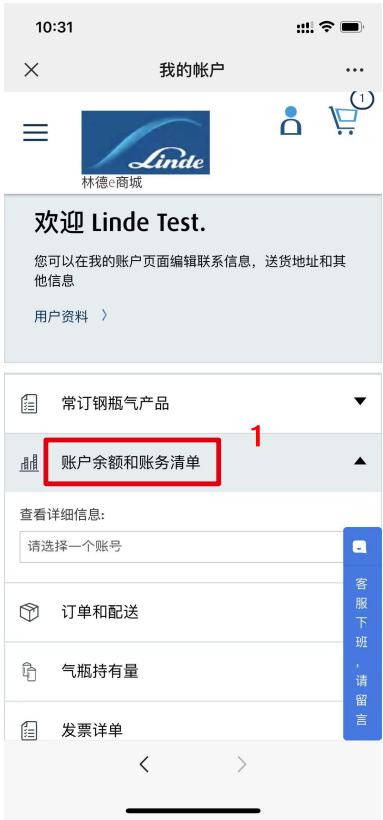 10:31
我的帐户
1
Linde
林德e商城
欢迎 Linde Test.
您可以在我的账户页面编辑联系信息，送货地址和其
他信息
用户资料
常订钢瓶气产品
1
账户余额和账务清单
查看详细信息:
请选择一个账号
订单和配送
气瓶持有量
发票详单
客服下班，请留言